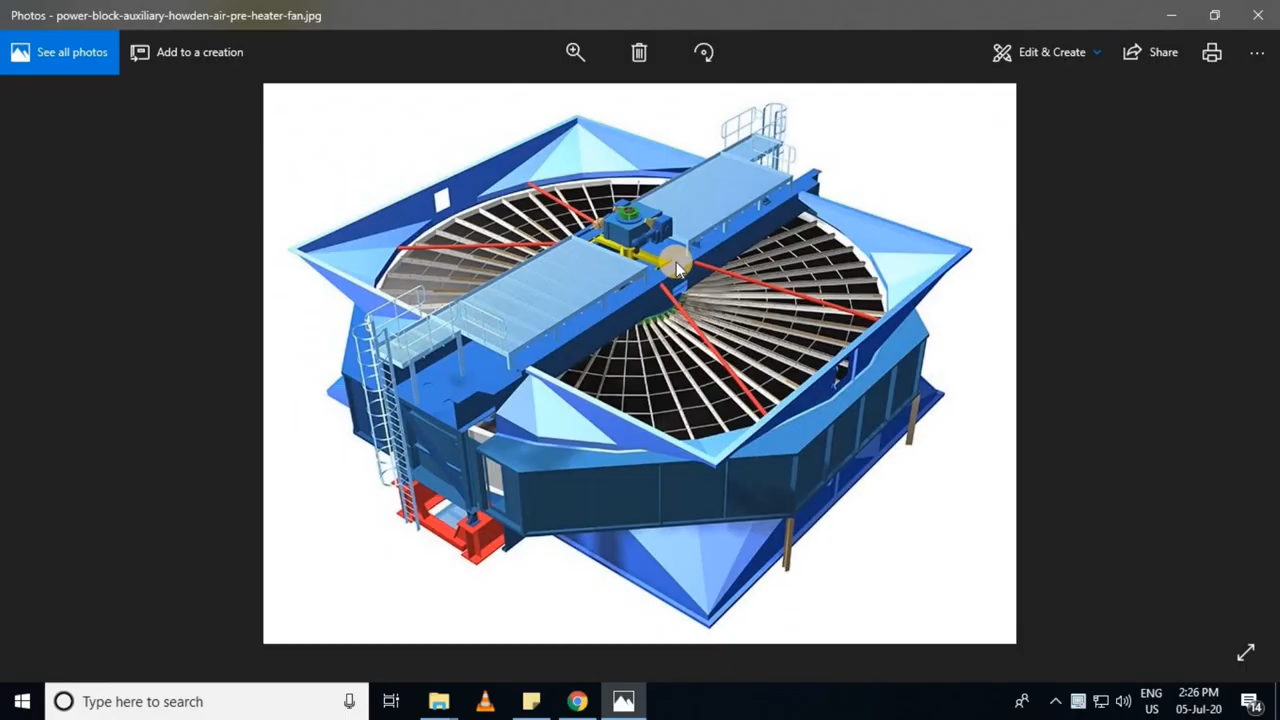 Photos - power-block-auxiliary-howden-air-pre-heater-fan.jpg
See all photos
Add to a creation
Edit & Create
Share
Type here to search
ENG
US
2:26 PM
05-Jul-20
14